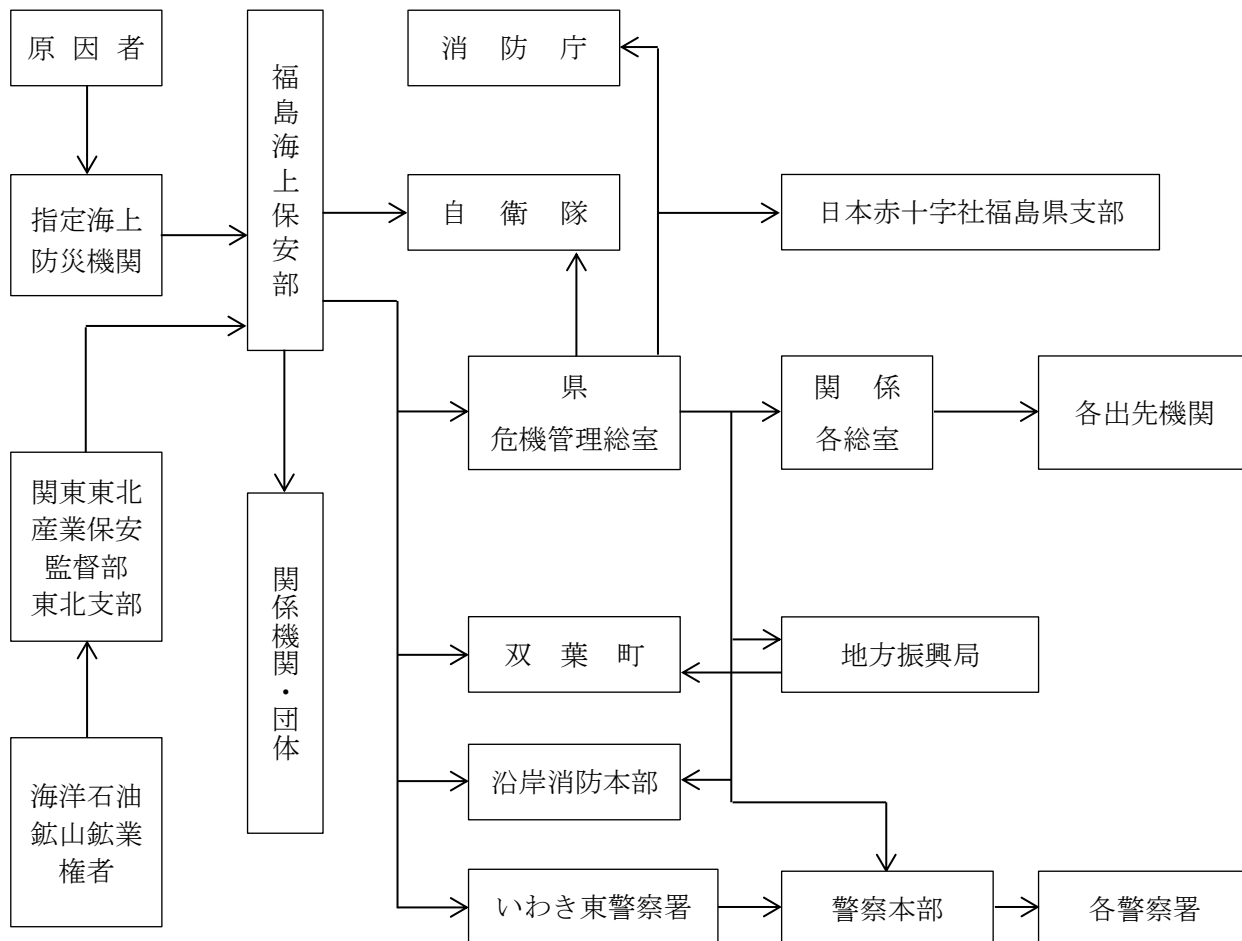 原因者
消防庁
福島海上保安部
指定海上
防災機関
自衛隊
日本赤十字社福島県支部
県
危機管理総室
関係
各総室
各出先機関
関東東北
産業保安
監督部
東北支部
関係機関・団体
双葉町
地方振興局
海洋石油
鉱山鉱業
権者
沿岸消防本部
いわき東警察署
警察本部
各警察署